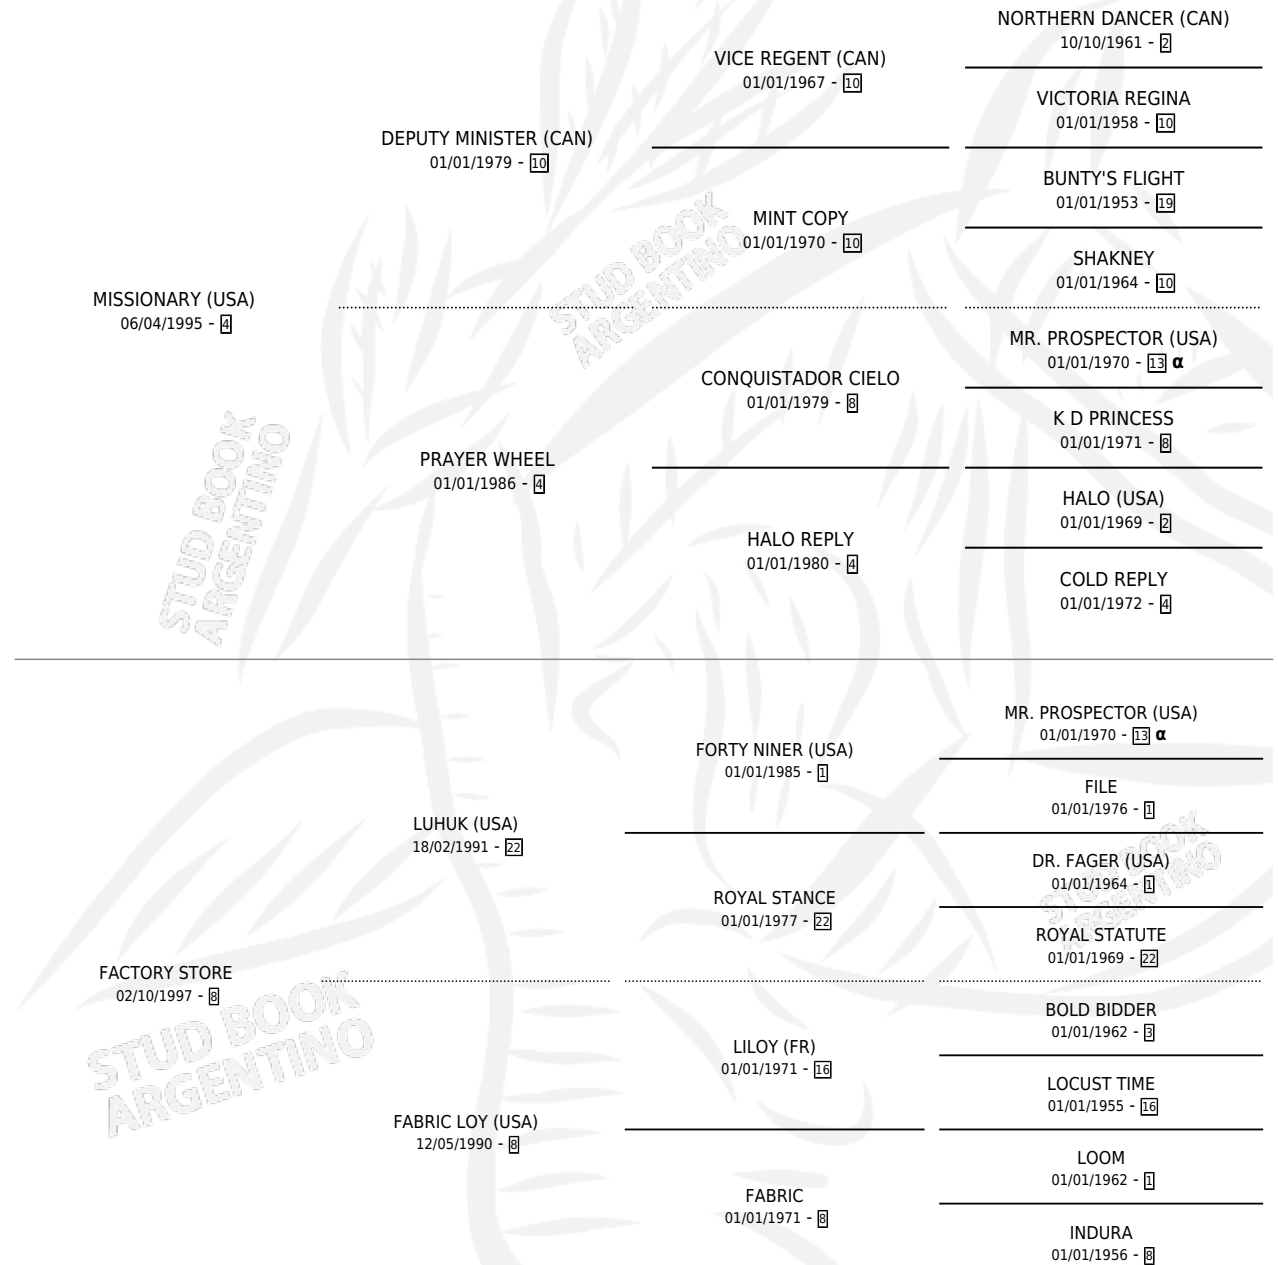 NORTHERN DANCER (CAN)
10/10/1961 - 2
VICE REGENT (CAN)
01/01/1967 - 10
VICTORIA REGINA
01/01/1958 - 10
DEPUTY MINISTER (CAN)
01/01/1979 - 10
BUNTY'S FLIGHT
01/01/1953 - 19
MINT COPY
01/01/1970 - 10
SHAKNEY
01/01/1964 - 10
MISSIONARY (USA)
06/04/1995 - 4
MR. PROSPECTOR (USA)
01/01/1970 - 13 α
CONQUISTADOR CIELO
01/01/1979 - 8
K D PRINCESS
01/01/1971 - 8
PRAYER WHEEL
01/01/1986 - 4
HALO (USA)
01/01/1969 - 2
HALO REPLY
01/01/1980 - 4
COLD REPLY
01/01/1972 - 4
MR. PROSPECTOR (USA)
01/01/1970 - 13 α
FORTY NINER (USA)
01/01/1985 - 1
FILE
01/01/1976 - 1
LUHUK (USA)
18/02/1991 - 22
DR. FAGER (USA)
01/01/1964 - 1
ROYAL STANCE
01/01/1977 - 22
ROYAL STATUTE
01/01/1969 - 22
FACTORY STORE
02/10/1997 - 8
BOLD BIDDER
01/01/1962 - 3
LILOY (FR)
01/01/1971 - 16
LOCUST TIME
01/01/1955 - 16
FABRIC LOY (USA)
12/05/1990 - 8
LOOM
01/01/1962 - 1
FABRIC
01/01/1971 - 8
INDURA
01/01/1956 - 8
STUD BOOK
ARGENTINO
STUD BOOK
ARGENTINO
STUD BOOK
ARGENTINO
STUD BOOK
ARGENTINO